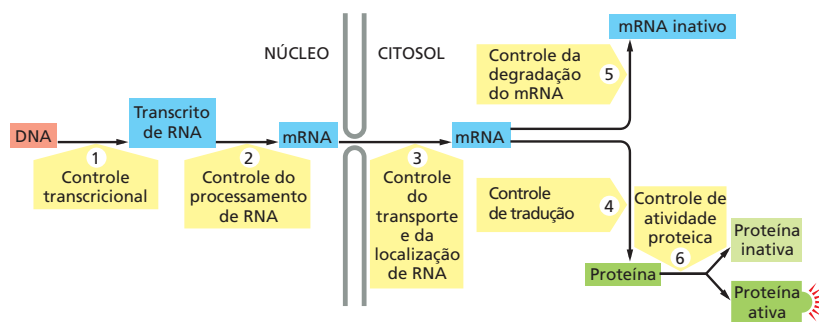 NÚCLEO
CITOSOL
DNA
1
Controle
transcricional
Transcrito
de RNA
2
Controle do
processamento
de RNA
mRNA
3
Controle
do
transporte
e da
localização
de RNA
mRNA
Controle da
degradação
do mRNA
5
mRNA inativo
Controle
de tradução
4
Proteína
Controle de
atividade
proteica
6
Proteína
inativa
Proteína
ativa